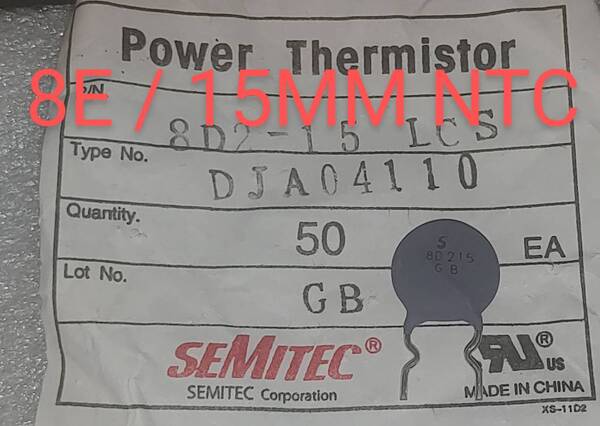 Power Thermistor
8E / 15MM NTC
P/N
8D2-15 LCS
Type No.
DJA04110
Quantity.
50
EA
Lot No.
GB
S
8D215
GB
SEMITEC®
SEMITEC Corporation
®
US
MADE IN CHINA
XS-11D2